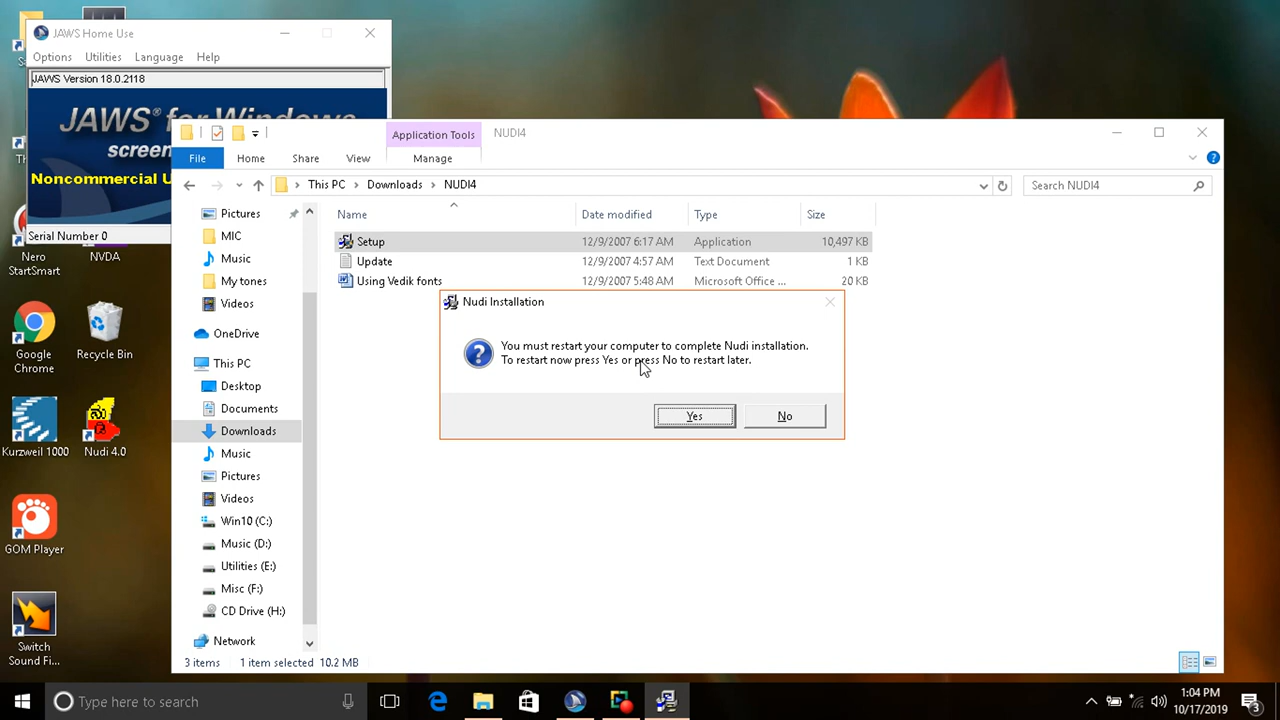 JAWS Home Use
Options Utilities Language Help
JAWS Version 18.0.2118
JAWS® for Windows
Noncommercial U
Serial Number 0
NVDA
Nero
StartSmart
Google
Chrome
Recycle Bin
Kurzweil 1000
Nudi 4.0
GOM Player
Switch
Sound Fi...
Application Tools NUDI4
File Home Share View Manage
This PC Downloads NUDI4
Search NUDI4
Pictures
MIC
Music
My tones
Videos
OneDrive
This PC
Desktop
Documents
Downloads
Music
Pictures
Videos
Win10 (C:)
Music (D:)
Utilities (E:)
Misc (F:)
CD Drive (H:)
Network
Name Date modified Type Size
Setup 12/9/2007 6:17 AM Application 10,497 KB
Update 12/9/2007 4:57 AM Text Document 1 KB
Using Vedik fonts 12/9/2007 5:48 AM Microsoft Office ... 20 KB
Nudi Installation
You must restart your computer to complete Nudi installation.
To restart now press Yes or press No to restart later.
Yes No
3 items 1 item selected 10.2 MB
Type here to search
1:04 PM
10/17/2019
3